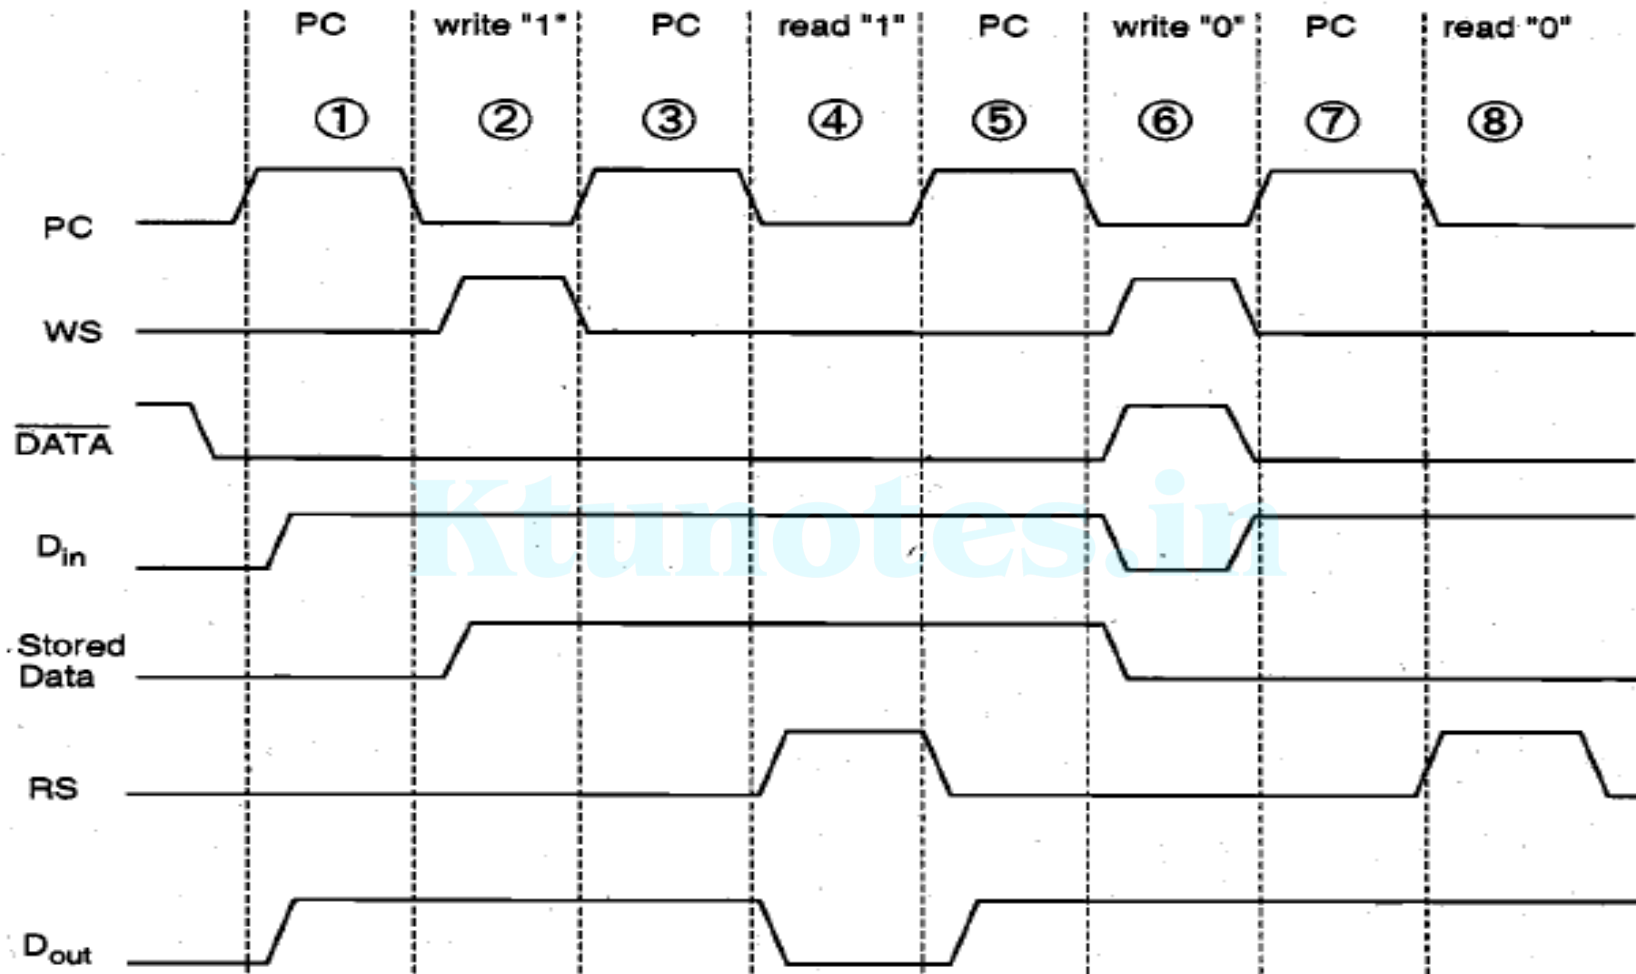 PC write "1" PC read "1" PC write "0" PC read "0"
① ② ③ ④ ⑤ ⑥ ⑦ ⑧
PC
WS
D̅A̅T̅A̅
Din
Stored
Data
RS
Dout
Ktunotes.in